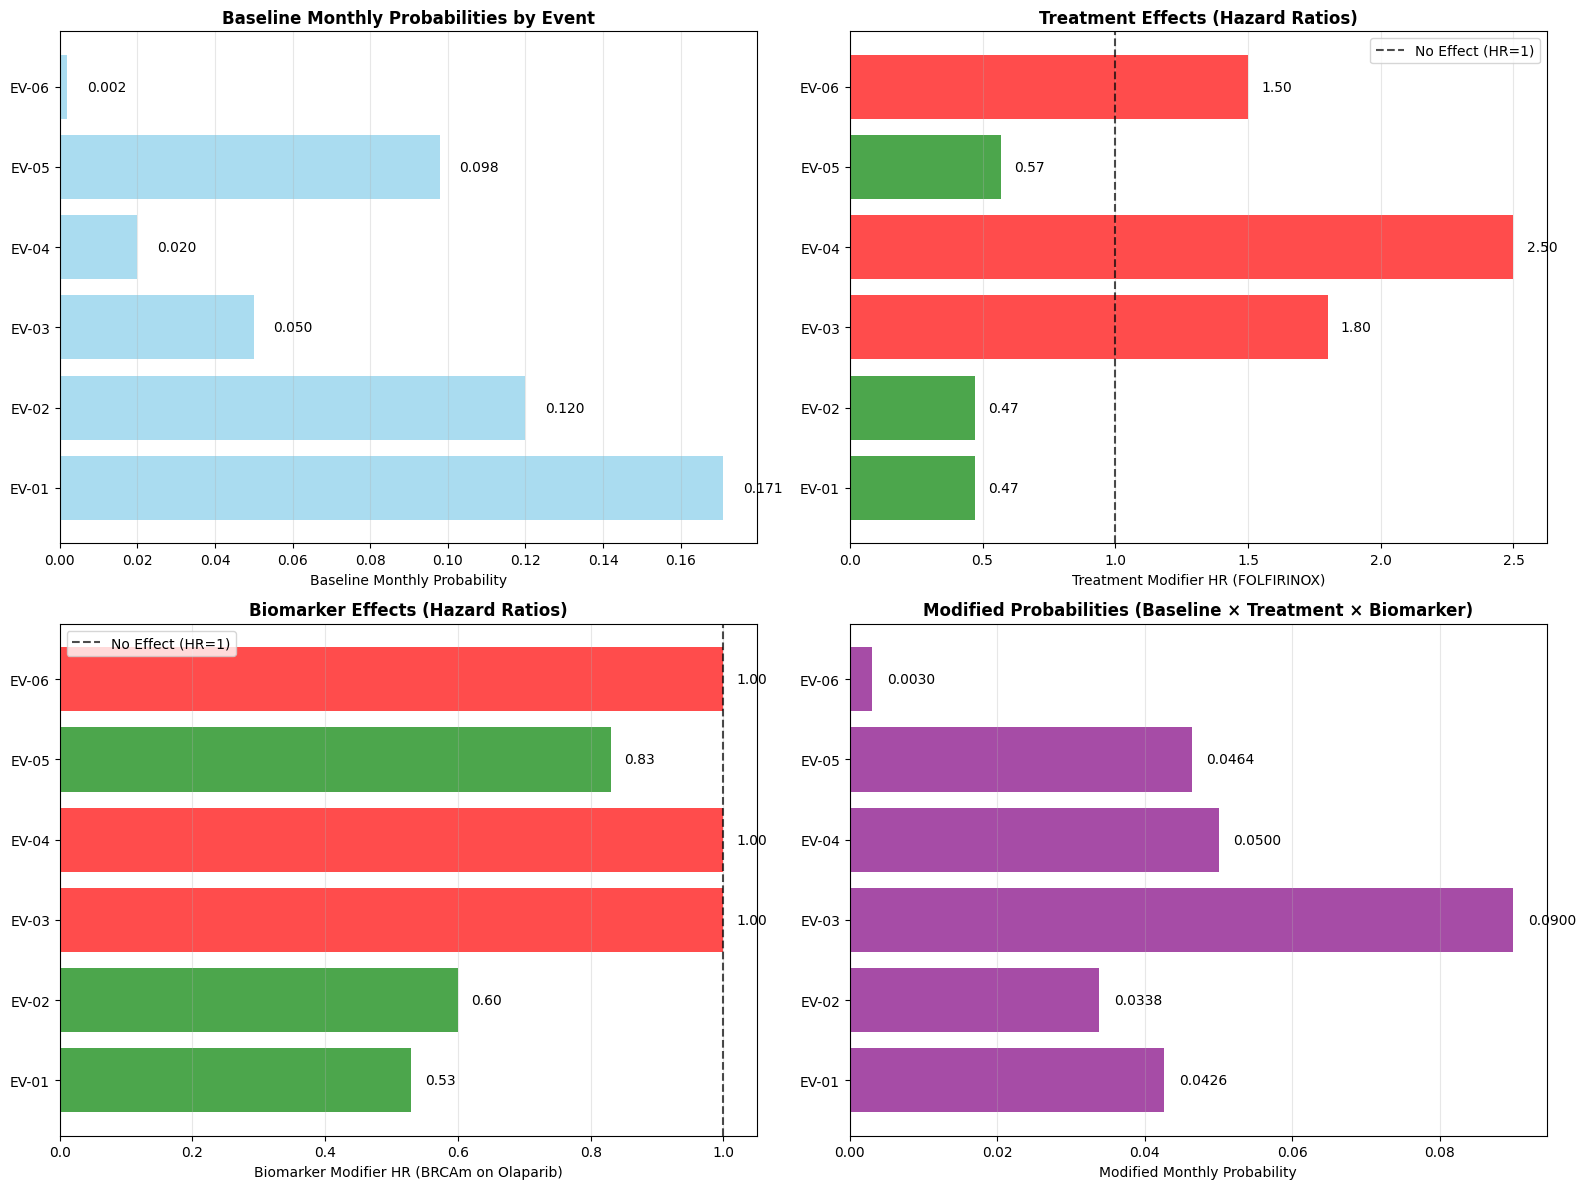 Baseline Monthly Probabilities by Event
EV-06
0.002
EV-05
0.098
EV-04
0.020
EV-03
0.050
EV-02
0.120
EV-01
0.171
0.00 0.02 0.04 0.06 0.08 0.10 0.12 0.14 0.16
Baseline Monthly Probability
Treatment Effects (Hazard Ratios)
No Effect (HR=1)
EV-06
1.50
EV-05
0.57
EV-04
2.50
EV-03
1.80
EV-02
0.47
EV-01
0.47
0.0 0.5 1.0 1.5 2.0 2.5
Treatment Modifier HR (FOLFIRINOX)
Biomarker Effects (Hazard Ratios)
No Effect (HR=1)
EV-06
1.00
EV-05
0.83
EV-04
1.00
EV-03
1.00
EV-02
0.60
EV-01
0.53
0.0 0.2 0.4 0.6 0.8 1.0
Biomarker Modifier HR (BRCAm on Olaparib)
Modified Probabilities (Baseline × Treatment × Biomarker)
EV-06
0.0030
EV-05
0.0464
EV-04
0.0500
EV-03
0.0900
EV-02
0.0338
EV-01
0.0426
0.00 0.02 0.04 0.06 0.08
Modified Monthly Probability